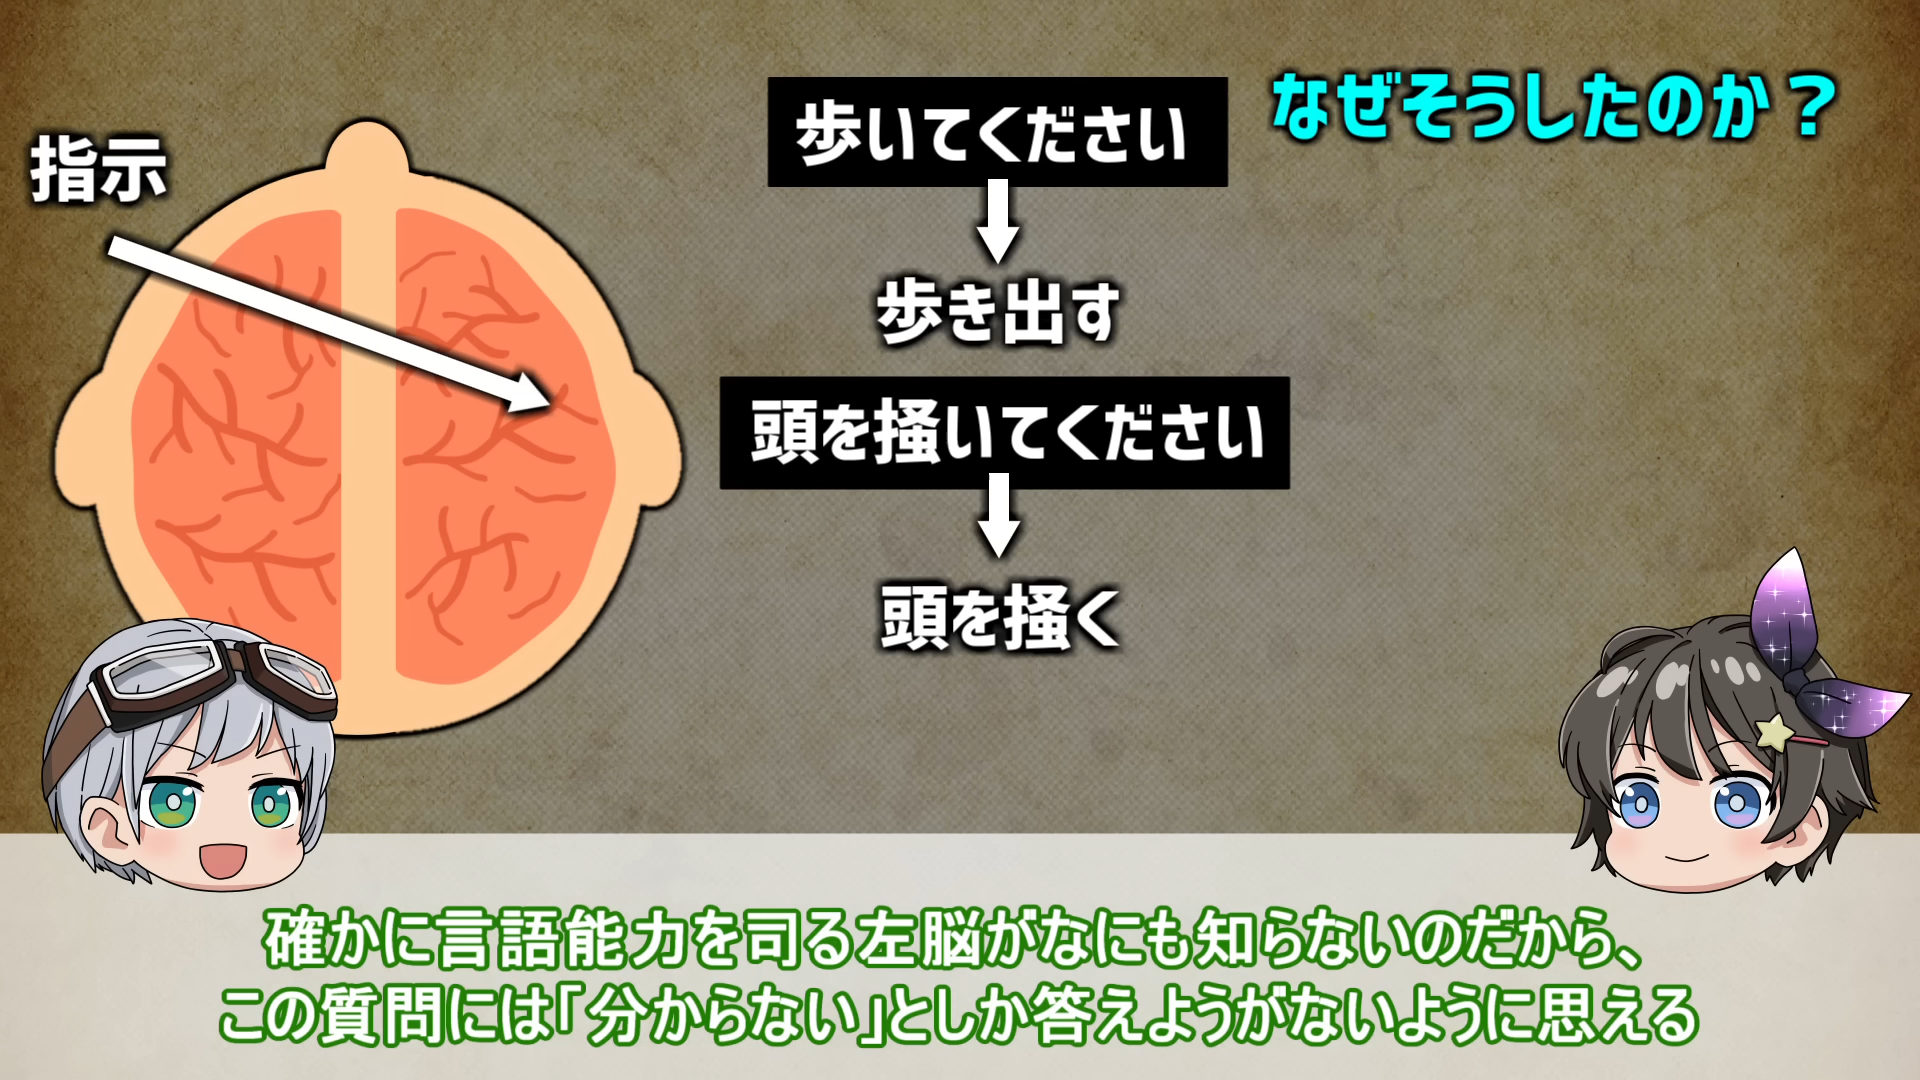 指示
歩いてください
なぜそうしたのか？
歩き出す
頭を掻いてください
頭を掻く
確かに言語能力を司る左脳がなにも知らないのだから、
この質問には「分からない」としか答えようがないように思える